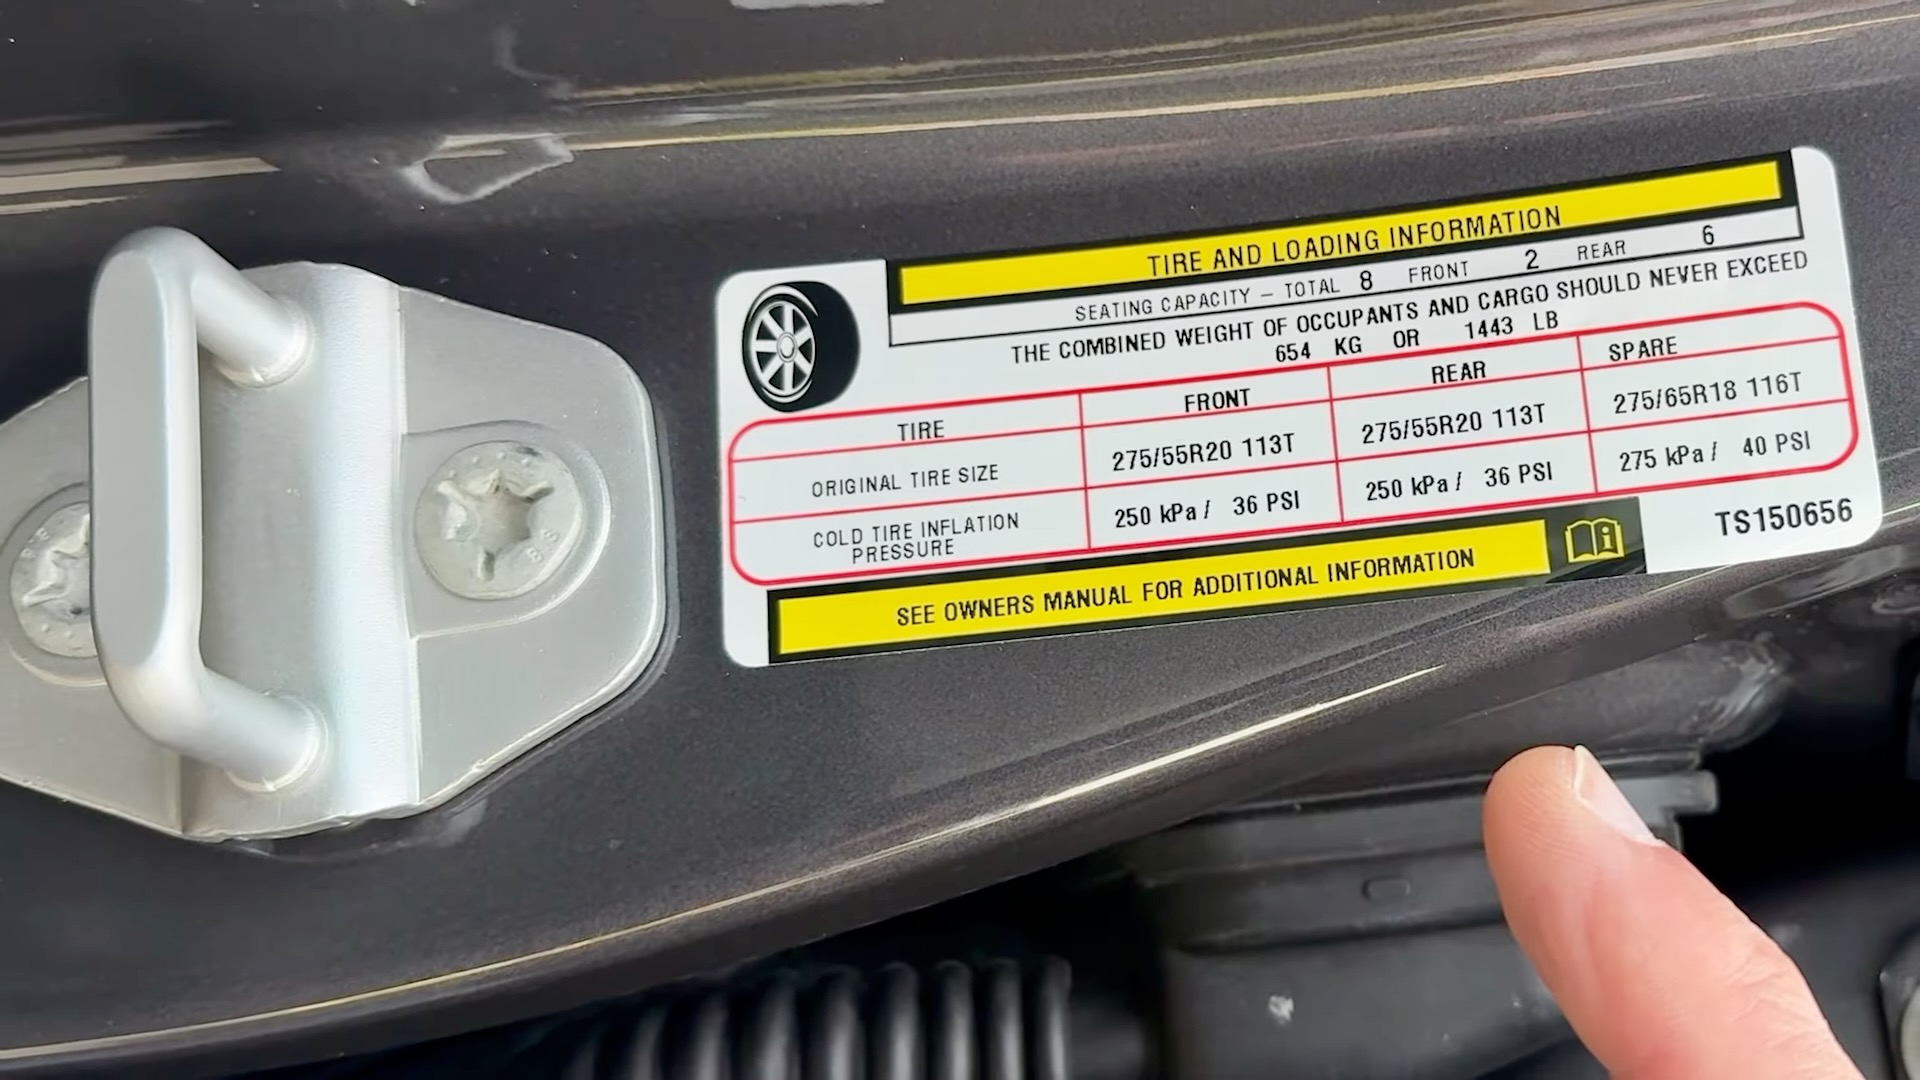 TIRE AND LOADING INFORMATION
SEATING CAPACITY – TOTAL 8 FRONT 2 REAR 6
THE COMBINED WEIGHT OF OCCUPANTS AND CARGO SHOULD NEVER EXCEED
654 KG OR 1443 LB
TIRE FRONT REAR SPARE
ORIGINAL TIRE SIZE 275/55R20 113T 275/55R20 113T 275/65R18 116T
COLD TIRE INFLATION PRESSURE 250 kPa / 36 PSI 250 kPa / 36 PSI 275 kPa / 40 PSI
SEE OWNERS MANUAL FOR ADDITIONAL INFORMATION
TS150656
8.8